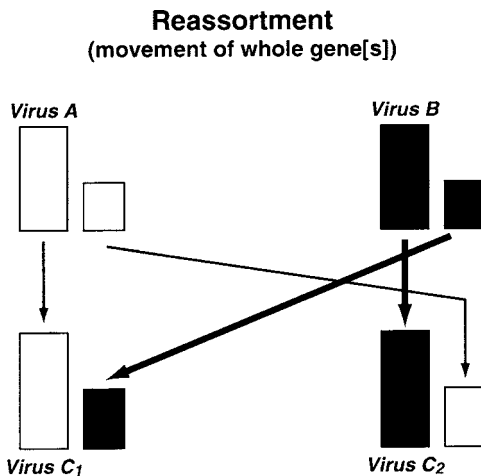 Reassortment
(movement of whole gene[s])
Virus A
Virus B
Virus C1
Virus C2